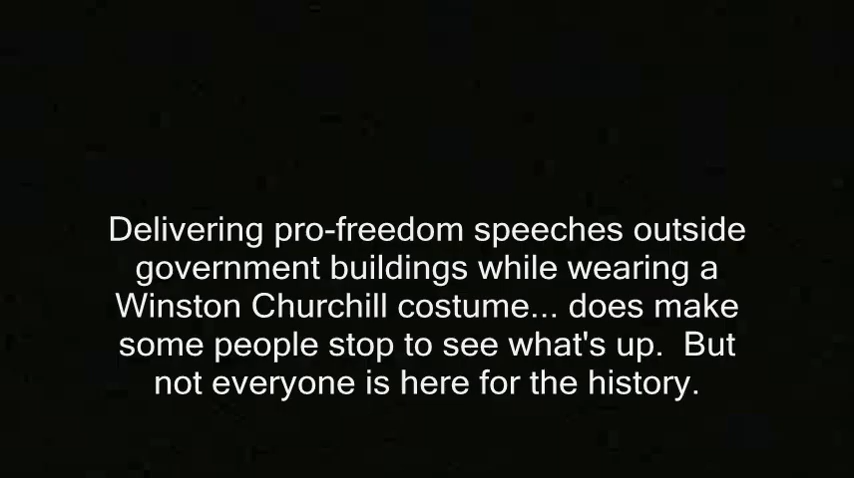 Delivering pro-freedom speeches outside
government buildings while wearing a
Winston Churchill costume... does make
some people stop to see what's up.  But
not everyone is here for the history.